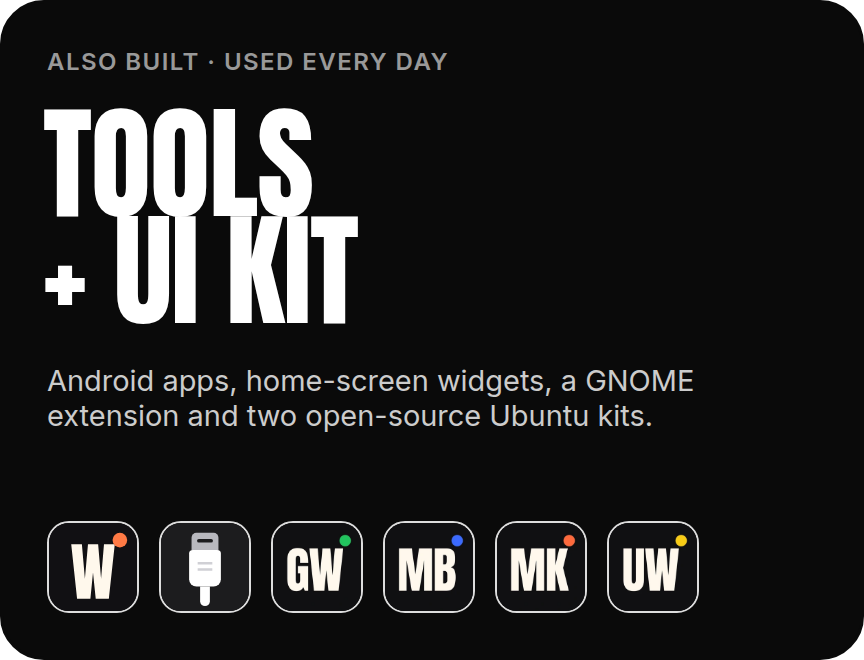 ALSO BUILT · USED EVERY DAY
TOOLS
+ UI KIT
Android apps, home-screen widgets, a GNOME
extension and two open-source Ubuntu kits.
W GW MB MK UW